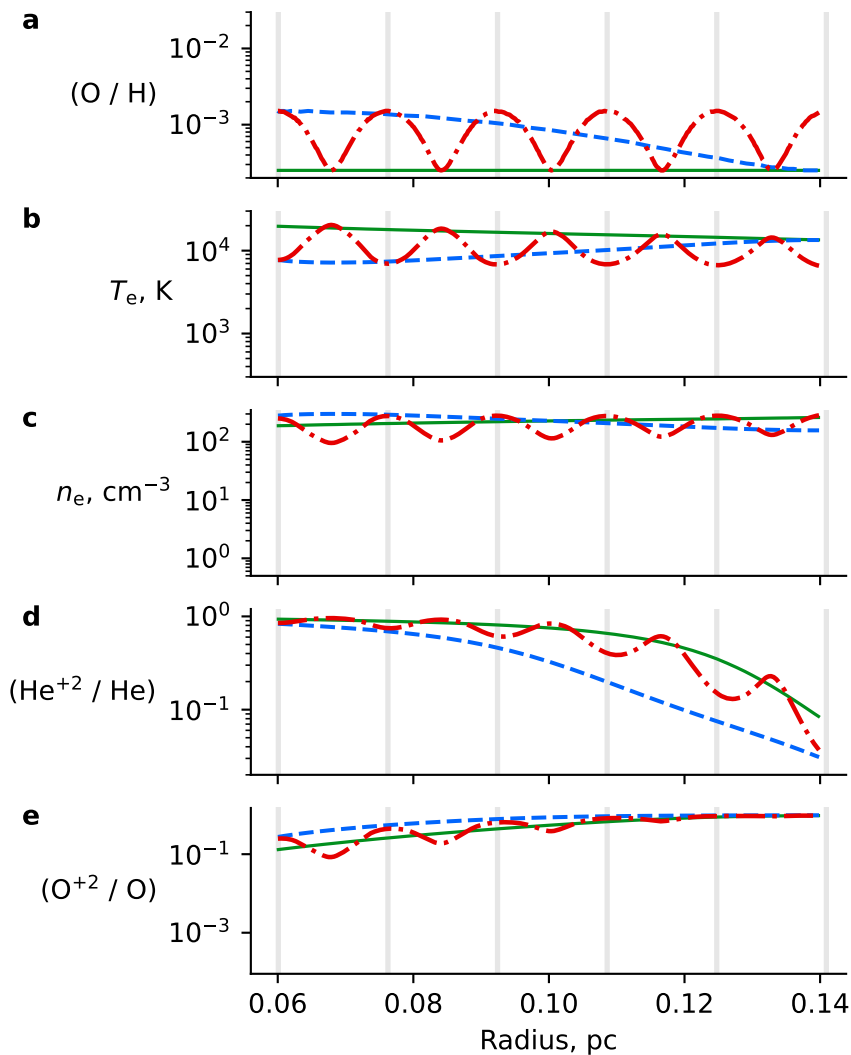 a
10⁻²
(O / H)
10⁻³
b
10⁴
Tₑ, K
10³
c
10²
nₑ, cm⁻³
10¹
10⁰
d
10⁰
(He⁺² / He)
10⁻¹
e
10⁻¹
(O⁺² / O)
10⁻³
0.06 0.08 0.10 0.12 0.14
Radius, pc